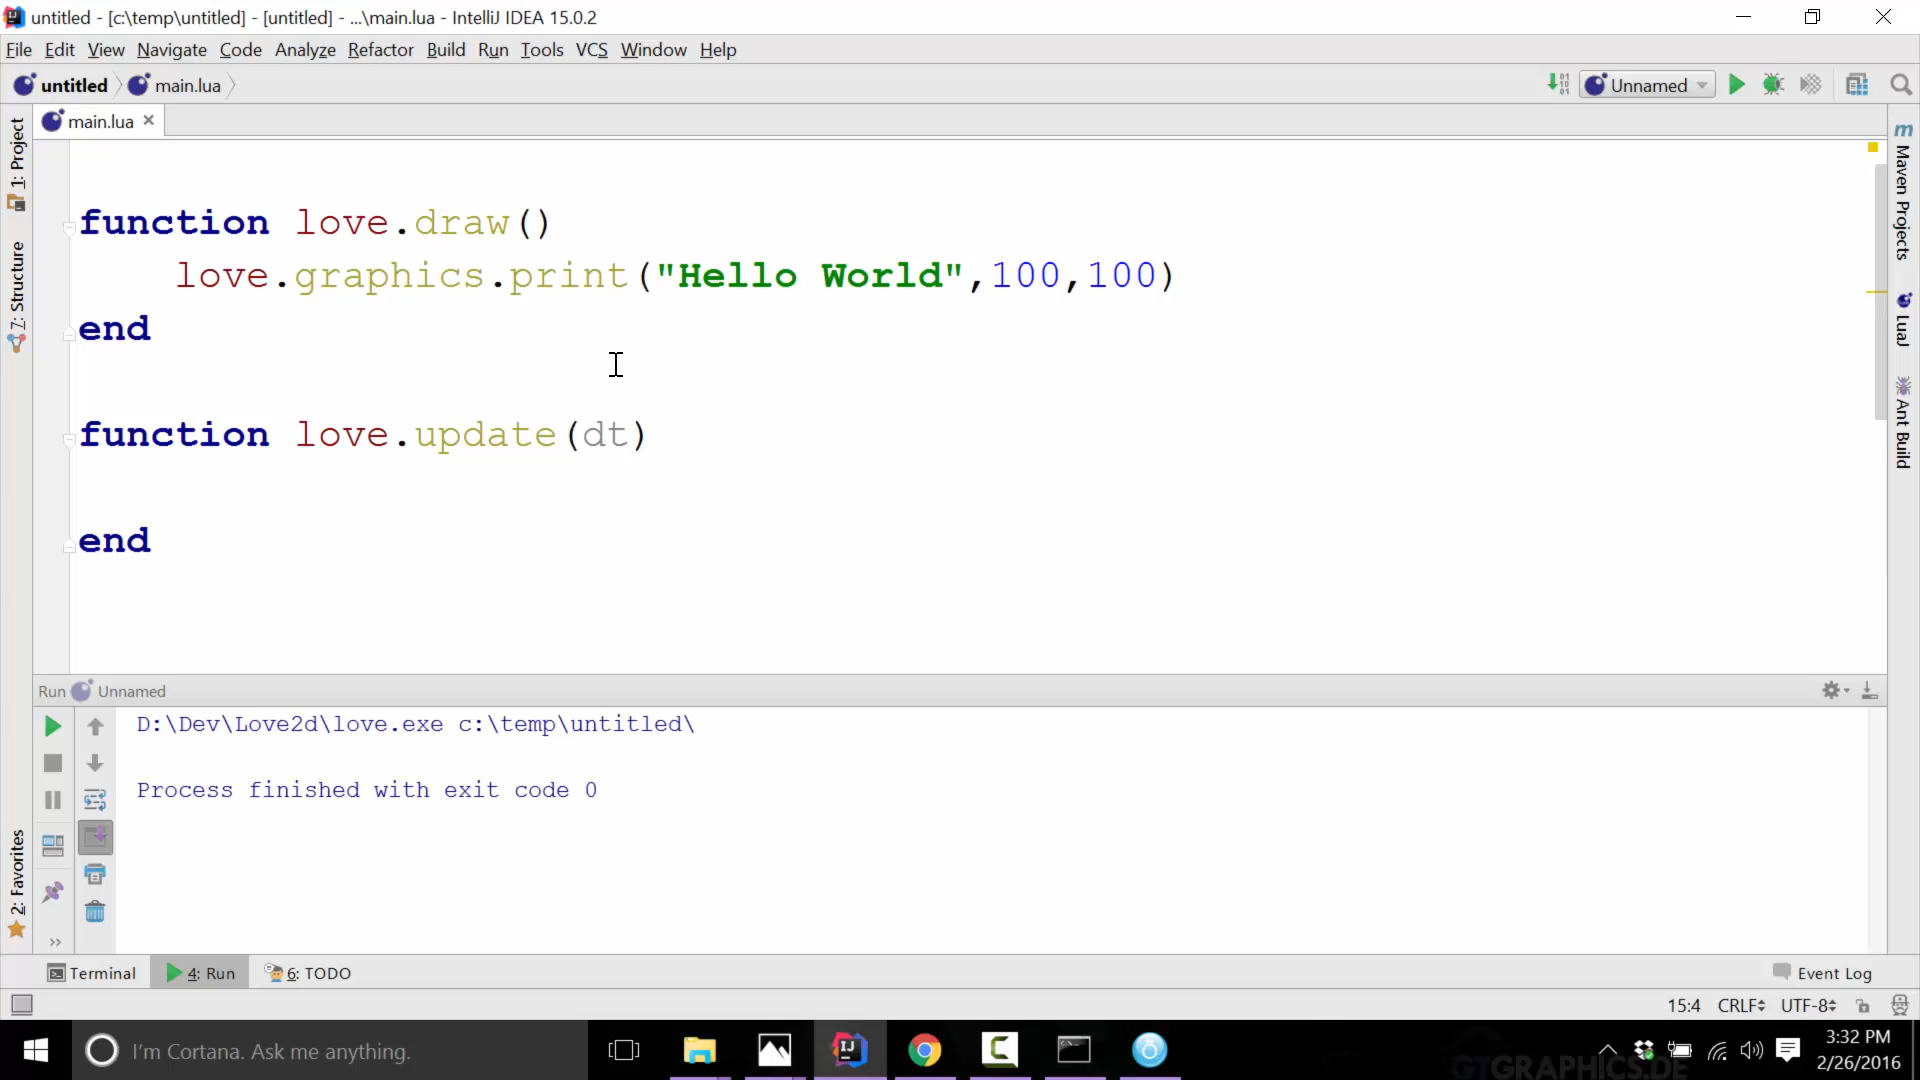 untitled - [c:\temp\untitled] - [untitled] - ...\main.lua - IntelliJ IDEA 15.0.2
File Edit View Navigate Code Analyze Refactor Build Run Tools VCS Window Help
untitled main.lua Unnamed
main.lua
1: Project
7: Structure
2: Favorites
Maven Projects
LuaJ
Ant Build
function love.draw()
love.graphics.print("Hello World",100,100)
end
function love.update(dt)
end
Run Unnamed
D:\Dev\Love2d\love.exe c:\temp\untitled\
Process finished with exit code 0
Terminal 4: Run 6: TODO Event Log
15:4 CRLF UTF-8
I'm Cortana. Ask me anything.
GTGRAPHICS.DE
3:32 PM
2/26/2016